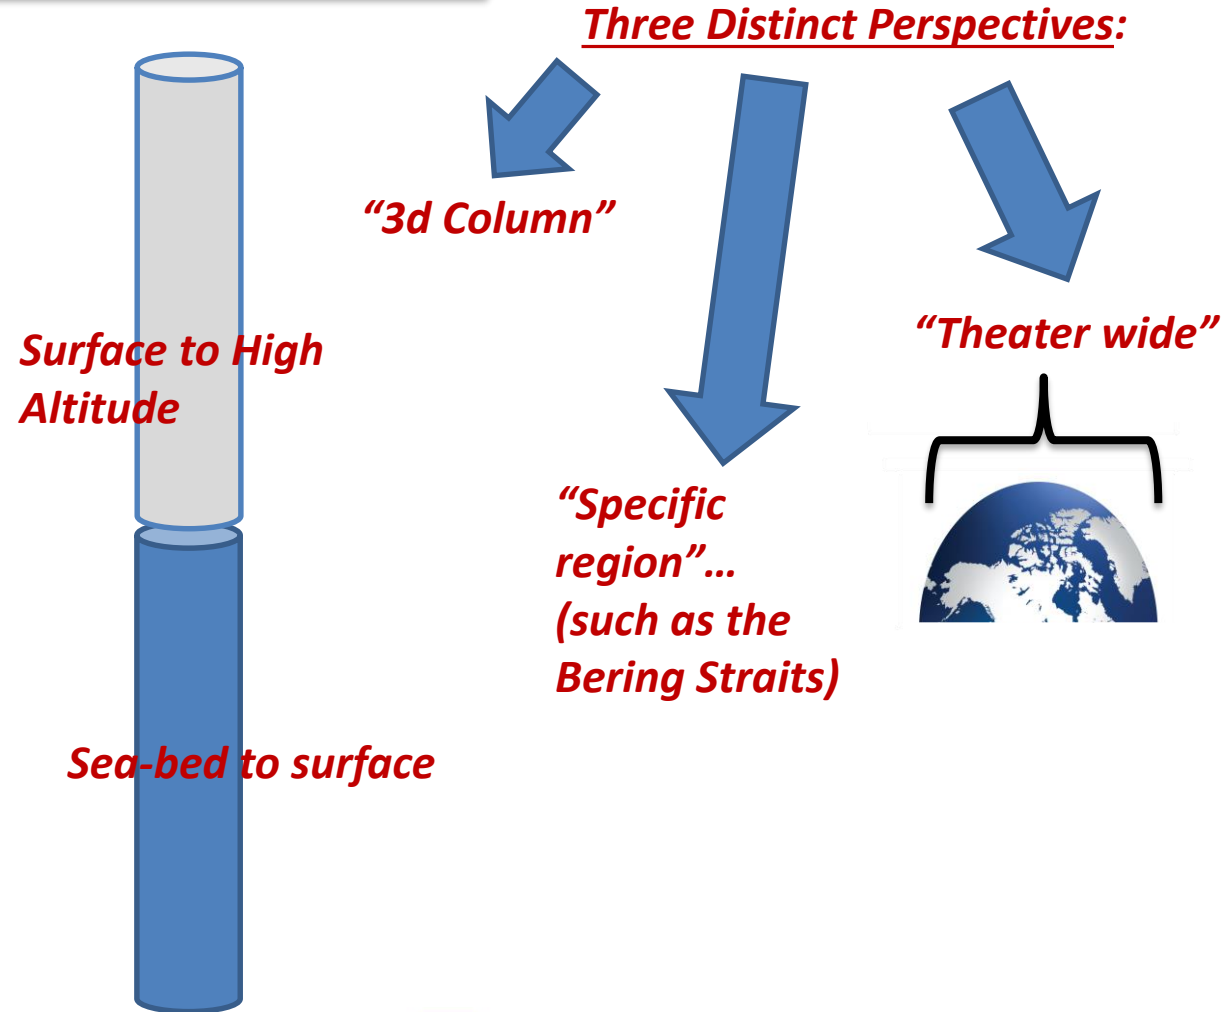 Three Distinct Perspectives:
“3d Column”
Surface to High
Altitude
“Theater wide”
“Specific
region”…
(such as the
Bering Straits)
Sea-bed to surface